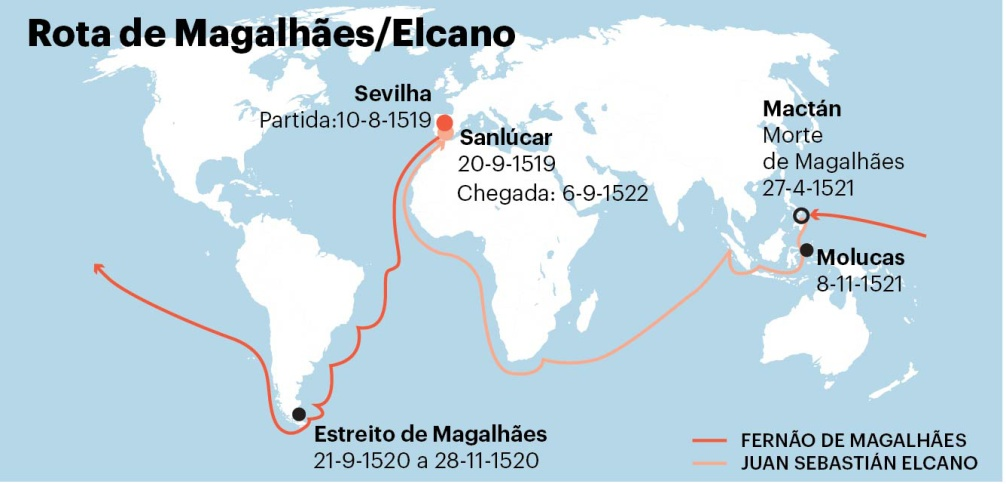 Rota de Magalhães/Elcano
Sevilha
Partida:10-8-1519
Sanlúcar
20-9-1519
Chegada: 6-9-1522
Mactán
Morte
de Magalhães
27-4-1521
Molucas
8-11-1521
Estreito de Magalhães
21-9-1520 a 28-11-1520
FERNÃO DE MAGALHÃES
JUAN SEBASTIÁN ELCANO